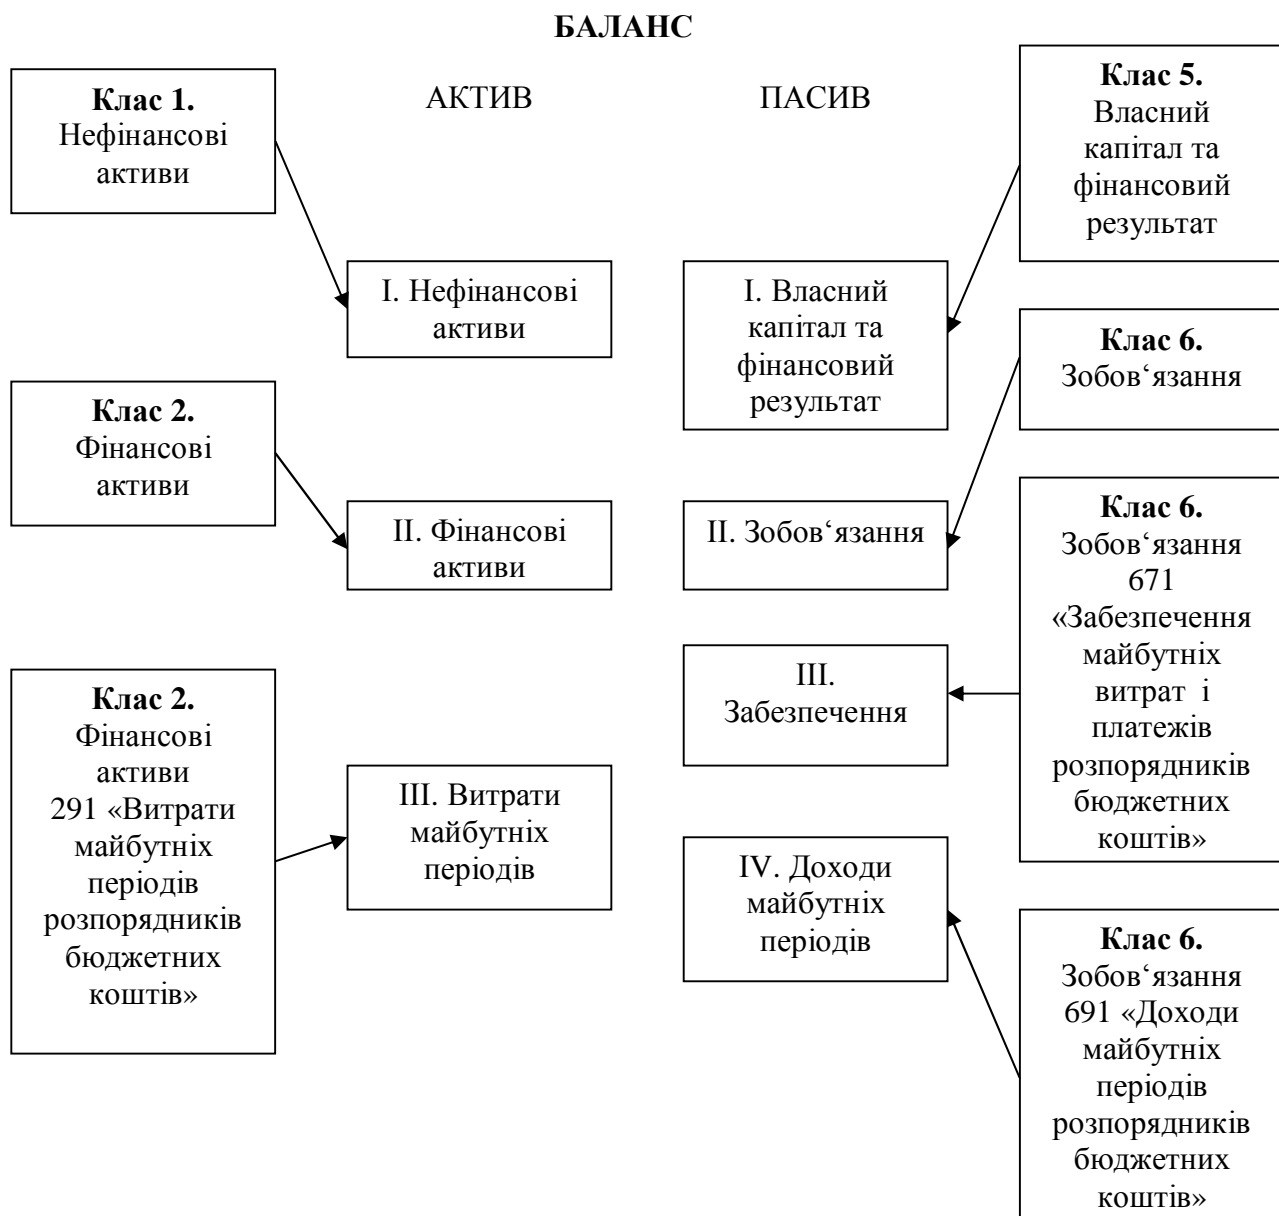 БАЛАНС
АКТИВ
ПАСИВ
Клас 1.
Нефінансові
активи
Клас 5.
Власний
капітал та
фінансовий
результат
І. Нефінансові
активи
І. Власний
капітал та
фінансовий
результат
Клас 2.
Фінансові
активи
Клас 6.
Зобов‘язання
ІІ. Фінансові
активи
ІІ. Зобов‘язання
Клас 6.
Зобов‘язання
671
«Забезпечення
майбутніх
витрат і
платежів
розпорядників
бюджетних
коштів»
Клас 2.
Фінансові
активи
291 «Витрати
майбутніх
періодів
розпорядників
бюджетних
коштів»
ІІІ. Витрати
майбутніх
періодів
ІІІ.
Забезпечення
IV. Доходи
майбутніх
періодів
Клас 6.
Зобов‘язання
691 «Доходи
майбутніх
періодів
розпорядників
бюджетних
коштів»